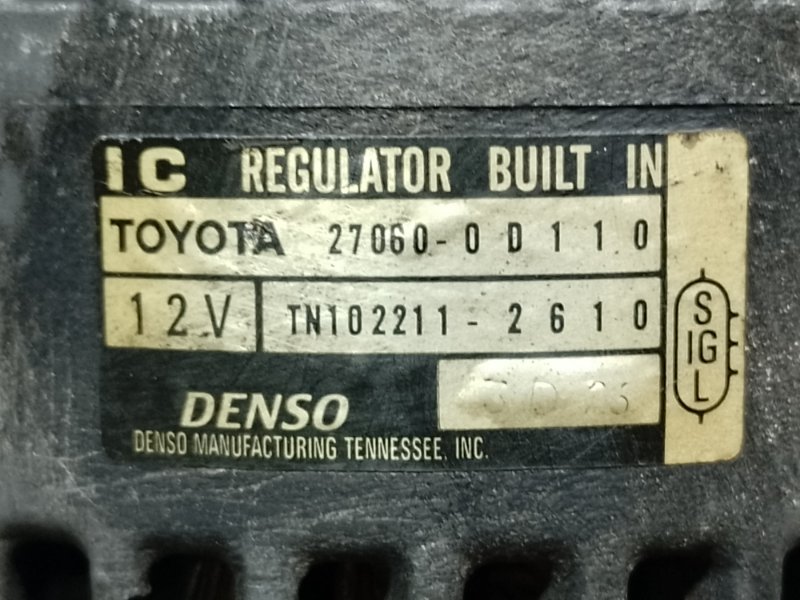 IC REGULATOR BUILT IN
TOYOTA 27060-0D110
12V TN102211-2610
DENSO
DENSO MANUFACTURING TENNESSEE, INC.
S
IG
L